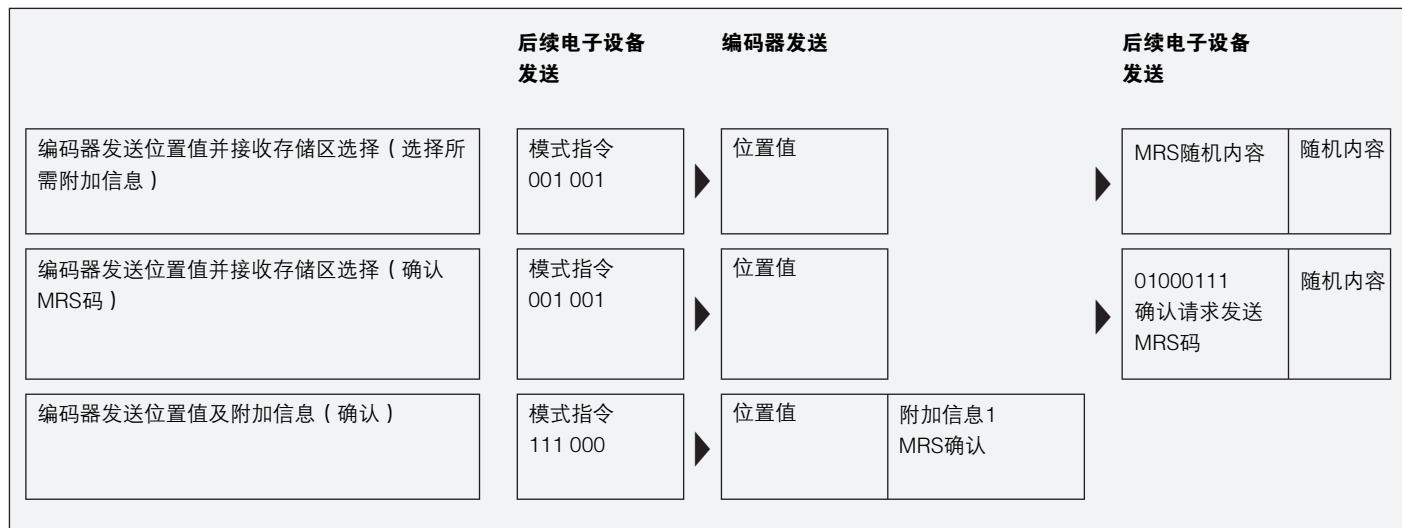 后续电子设备
发送
编码器发送
后续电子设备
发送
编码器发送位置值并接收存储区选择（选择所
需附加信息）
模式指令
001 001
位置值
MRS随机内容
随机内容
编码器发送位置值并接收存储区选择（确认
MRS码）
模式指令
001 001
位置值
01000111
确认请求发送
MRS码
随机内容
编码器发送位置值及附加信息（确认）
模式指令
111 000
位置值
附加信息1
MRS确认